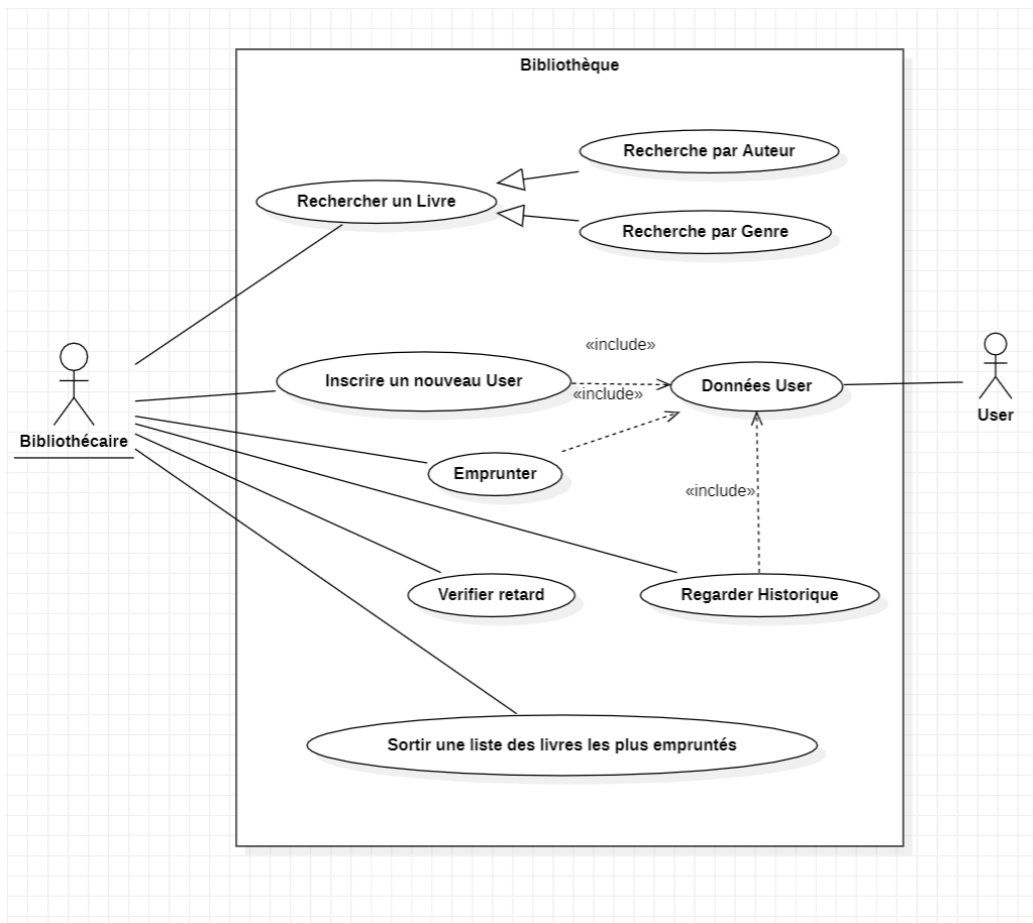 Bibliothèque
Recherche par Auteur
Rechercher un Livre
Recherche par Genre
«include»
Inscrire un nouveau User
Données User
«include»
User
Bibliothécaire
Emprunter
«include»
Verifier retard
Regarder Historique
Sortir une liste des livres les plus empruntés